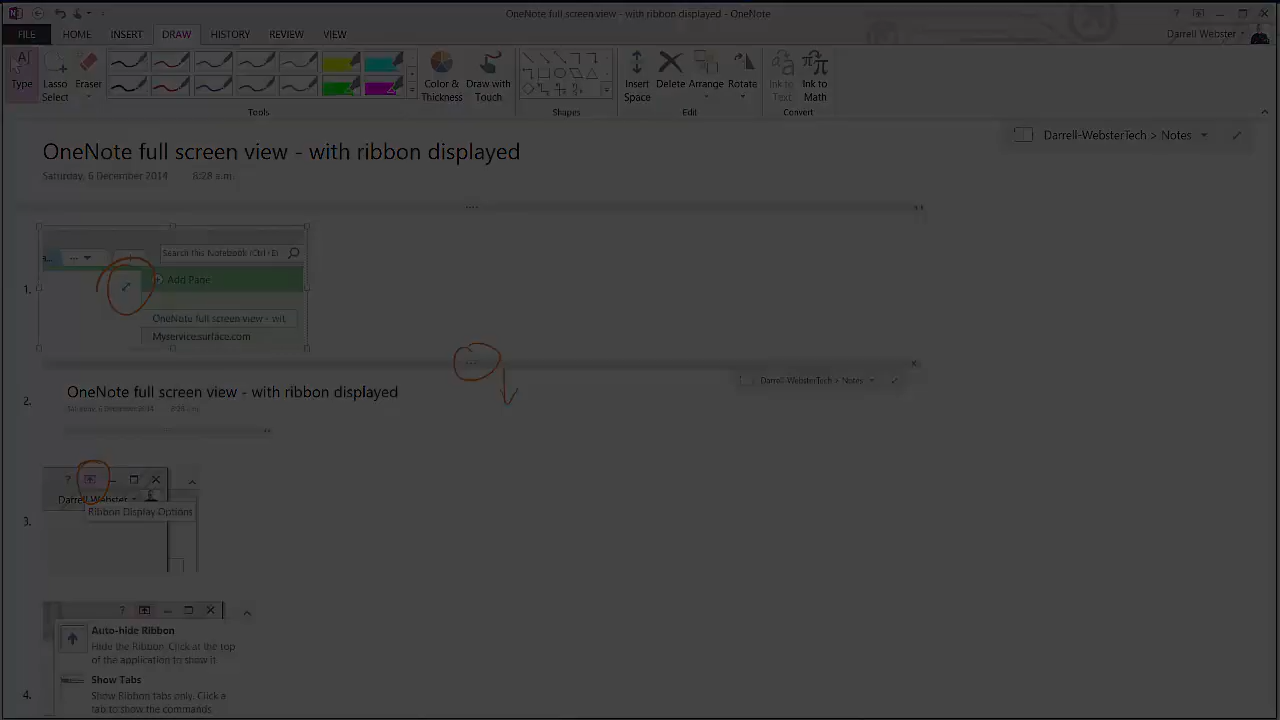 OneNote full screen view - with ribbon displayed - OneNote
FILE HOME INSERT DRAW HISTORY REVIEW VIEW
Darrell Webster
Type Lasso Select Eraser Color & Thickness Draw with Touch Insert Space Delete Arrange Rotate Ink to Text Ink to Math
Tools Shapes Edit Convert
Darrell-WebsterTech > Notes
OneNote full screen view - with ribbon displayed
Saturday, 6 December 2014 8:28 a.m.
Search this Notebook (Ctrl+E)
Add Page
1.
OneNote full screen view - wit
Myservice.surface.com
Darrell-WebsterTech > Notes
OneNote full screen view - with ribbon displayed
2.
Saturday, 6 December 2014 8:28 a.m.
Darrell Webster
Ribbon Display Options
3.
Auto-hide Ribbon
Hide the Ribbon. Click at the top
of the application to show it
Show Tabs
4.
Show Ribbon tabs only. Click a
tab to show the commands